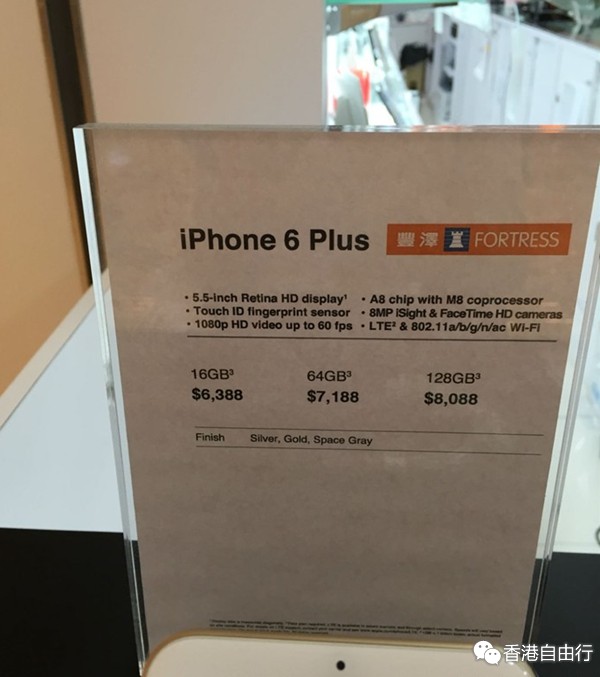 iPhone 6 Plus 豐澤 FORTRESS
• 5.5-inch Retina HD display¹ • A8 chip with M8 coprocessor
• Touch ID fingerprint sensor • 8MP iSight & FaceTime HD cameras
• 1080p HD video up to 60 fps • LTE² & 802.11a/b/g/n/ac Wi-Fi
16GB³ 64GB³ 128GB³
$6,388 $7,188 $8,088
Finish Silver, Gold, Space Gray
香港自由行